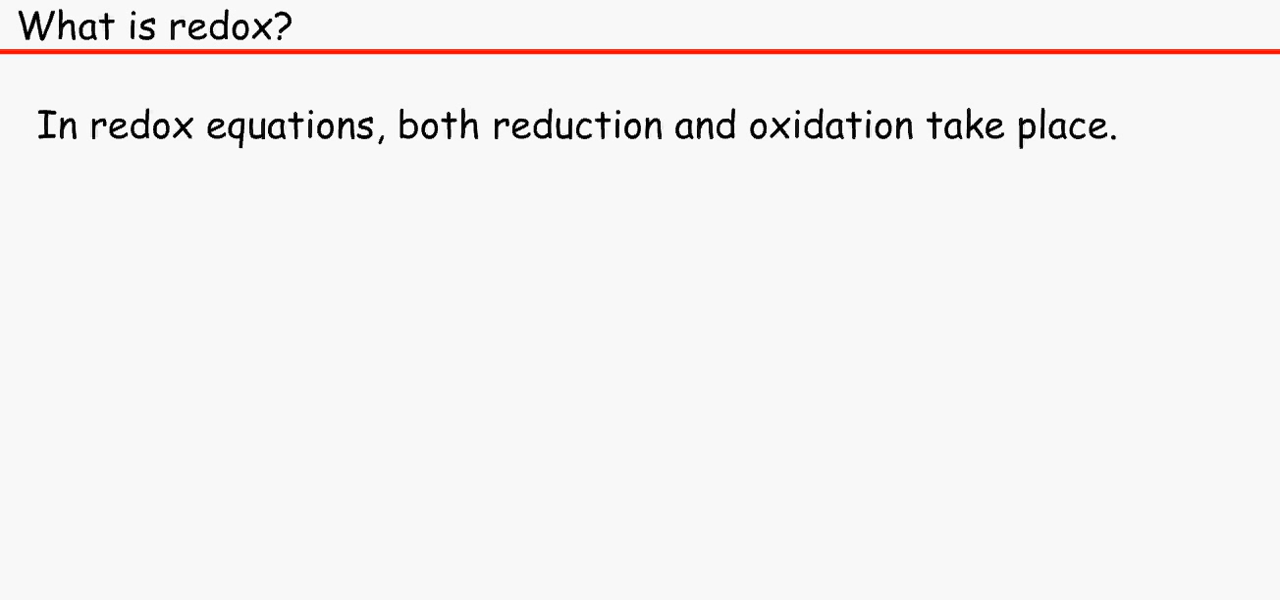 What is redox?
In redox equations, both reduction and oxidation take place.